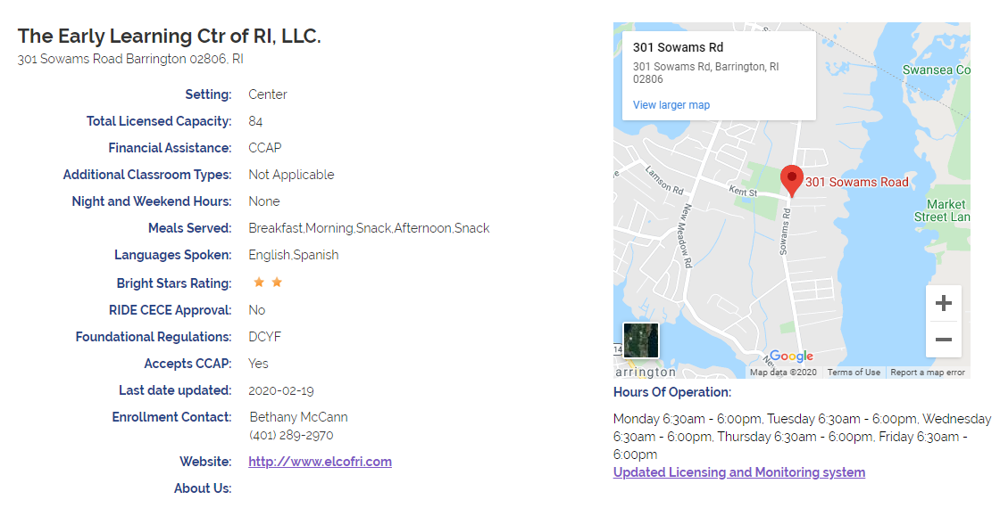 The Early Learning Ctr of RI, LLC.
301 Sowams Road Barrington 02806, RI
Setting: Center
Total Licensed Capacity: 84
Financial Assistance: CCAP
Additional Classroom Types: Not Applicable
Night and Weekend Hours: None
Meals Served: Breakfast,Morning,Snack,Afternoon,Snack
Languages Spoken: English,Spanish
Bright Stars Rating:
RIDE CECE Approval: No
Foundational Regulations: DCYF
Accepts CCAP: Yes
Last date updated: 2020-02-19
Enrollment Contact: Bethany McCann
(401) 289-2970
Website: http://www.elcofri.com
About Us:
301 Sowams Rd
301 Sowams Rd, Barrington, RI
02806
View larger map
Swansea Co
Lamson Rd
Kent St
301 Sowams Road
New Meadow Rd
Sowams Rd
Market
Street Lan
14
arrington
Google
Map data ©2020 Terms of Use Report a map error
Hours Of Operation:
Monday 6:30am - 6:00pm, Tuesday 6:30am - 6:00pm, Wednesday
6:30am - 6:00pm, Thursday 6:30am - 6:00pm, Friday 6:30am -
6:00pm
Updated Licensing and Monitoring system